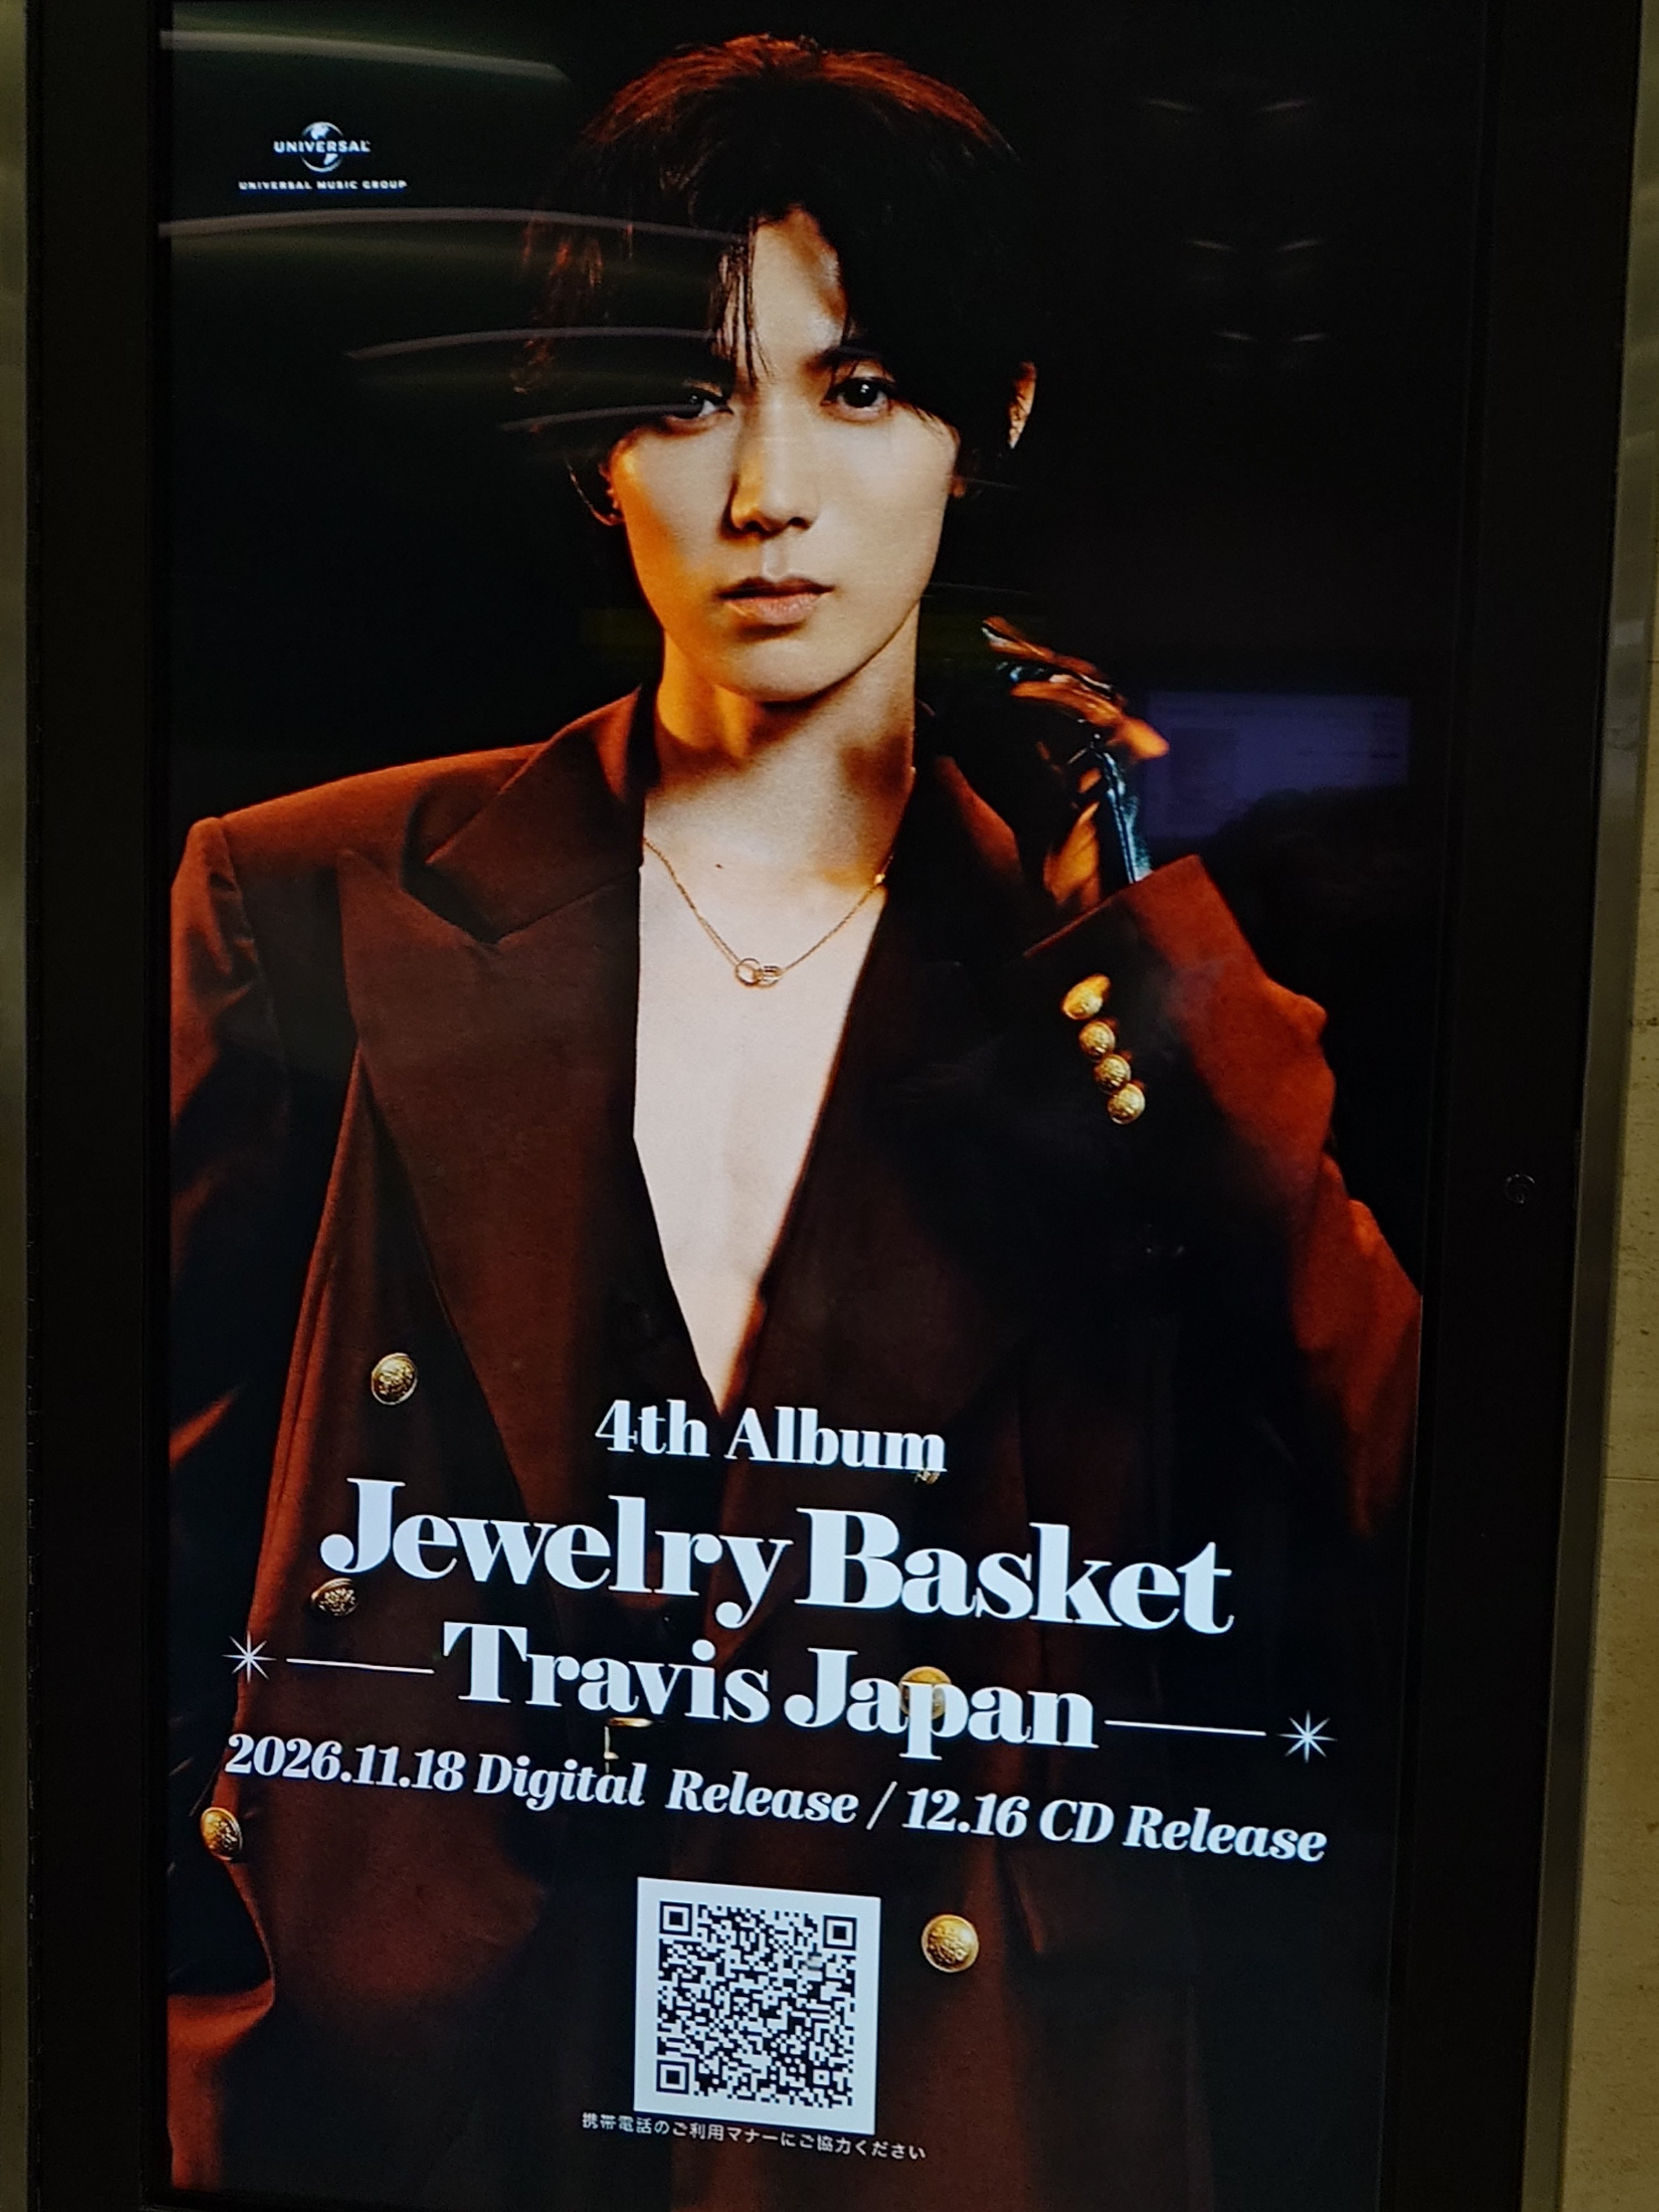 UNIVERSAL
UNIVERSAL MUSIC GROUP
4th Album
Jewelry Basket
Travis Japan
2026.11.18 Digital Release / 12.16 CD Release
携帯電話のご利用マナーにご協力ください